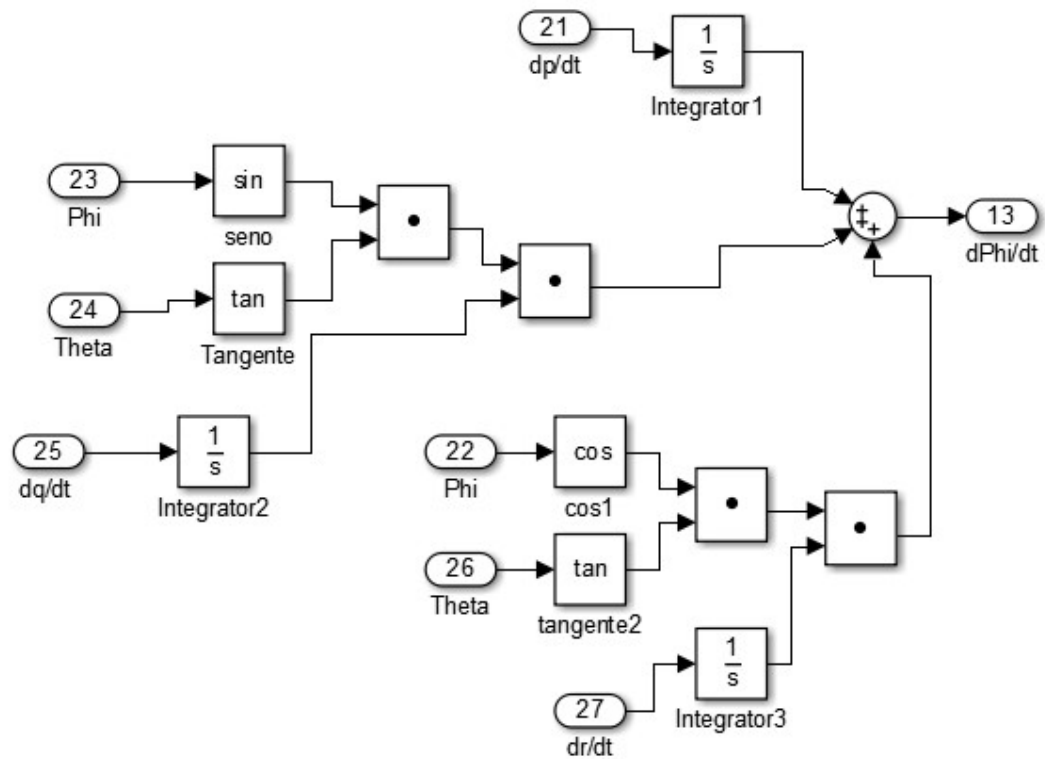 21
dp/dt
1
s
Integrator1
23
Phi
sin
seno
13
dPhi/dt
24
Theta
tan
Tangente
25
dq/dt
1
s
Integrator2
22
Phi
cos
cos1
26
Theta
tan
tangente2
27
dr/dt
1
s
Integrator3
+
+
+